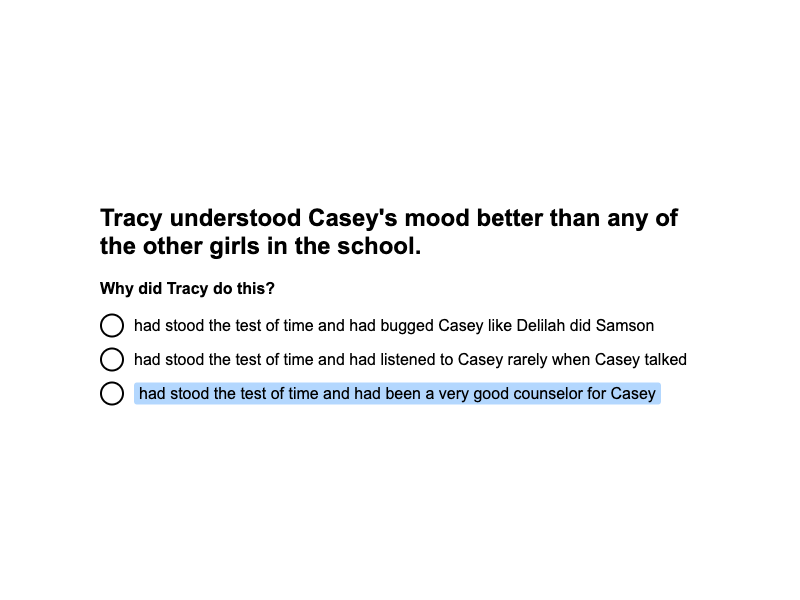 Tracy understood Casey's mood better than any of
the other girls in the school.
Why did Tracy do this?
had stood the test of time and had bugged Casey like Delilah did Samson
had stood the test of time and had listened to Casey rarely when Casey talked
had stood the test of time and had been a very good counselor for Casey